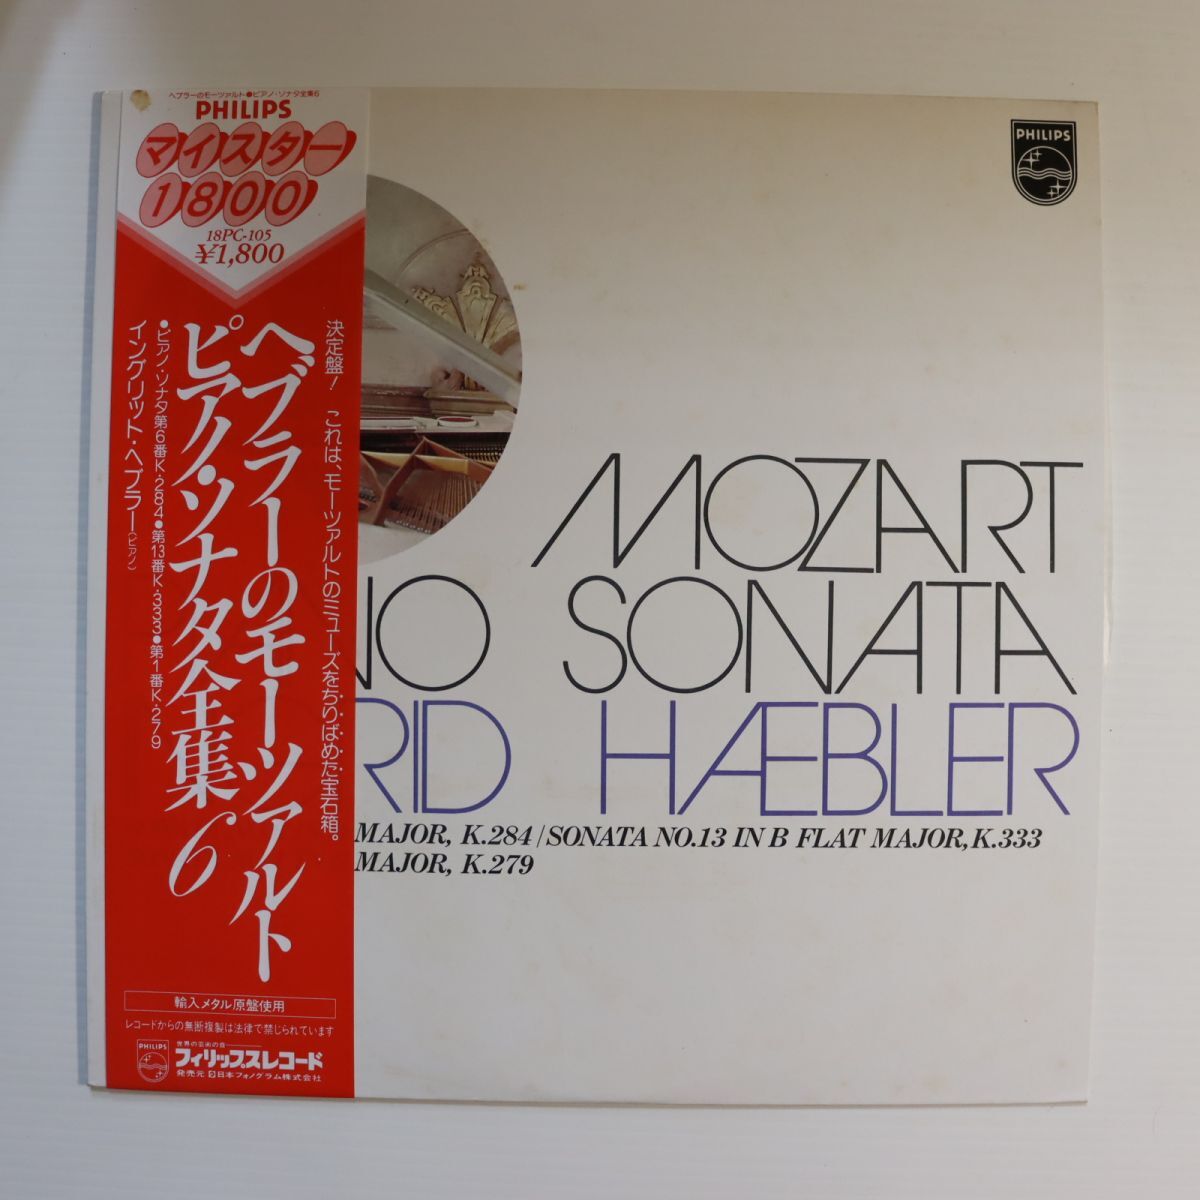 ヘブラーのモーツァルト●ピアノ・ソナタ全集6
PHILIPS
マイスター
1800
18PC-105
¥1,800
決定盤! これは、モーツァルトのミューズをちりばめた宝石箱。
ヘブラーのモーツァルト
ピアノ・ソナタ全集6
●ピアノ・ソナタ第6番K.284●第13番K.333●第1番K.279
イングリット・ヘブラー(ピアノ)
輸入メタル原盤使用
レコードからの無断複製は法律で禁じられています
PHILIPS
世界の芸術の音
フィリップスレコード
発売元 日本フォノグラム株式会社
PHILIPS
MOZART
NO SONATA
RID HÆBLER
MAJOR, K.284/SONATA NO.13 IN B FLAT MAJOR, K.333
MAJOR, K.279